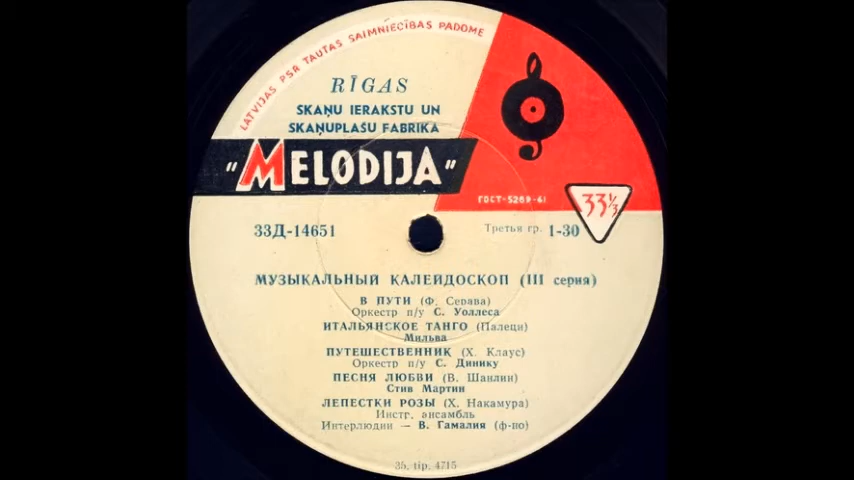 LATVIJAS PSR TAUTAS SAIMNIECĪBAS PADOME
RĪGAS
SKAŅU IERAKSTU UN
SKAŅUPLAŠU FABRIKA
"MELODIJA"
ГОСТ-5289-61
33⅓
33Д-14651
Третья гр. 1-30
МУЗЫКАЛЬНЫЙ КАЛЕЙДОСКОП (III серия)
В ПУТИ (Ф. Серава)
Оркестр п/у С. Уоллеса
ИТАЛЬЯНСКОЕ ТАНГО (Палеци)
Мильва
ПУТЕШЕСТВЕННИК (Х. Клаус)
Оркестр п/у С. Динику
ПЕСНЯ ЛЮБВИ (В. Шанлин)
Стив Мартин
ЛЕПЕСТКИ РОЗЫ (Х. Накамура)
Инстр. ансамбль
Интерлюдии — В. Гамалия (ф-по)
35. tip. 4715